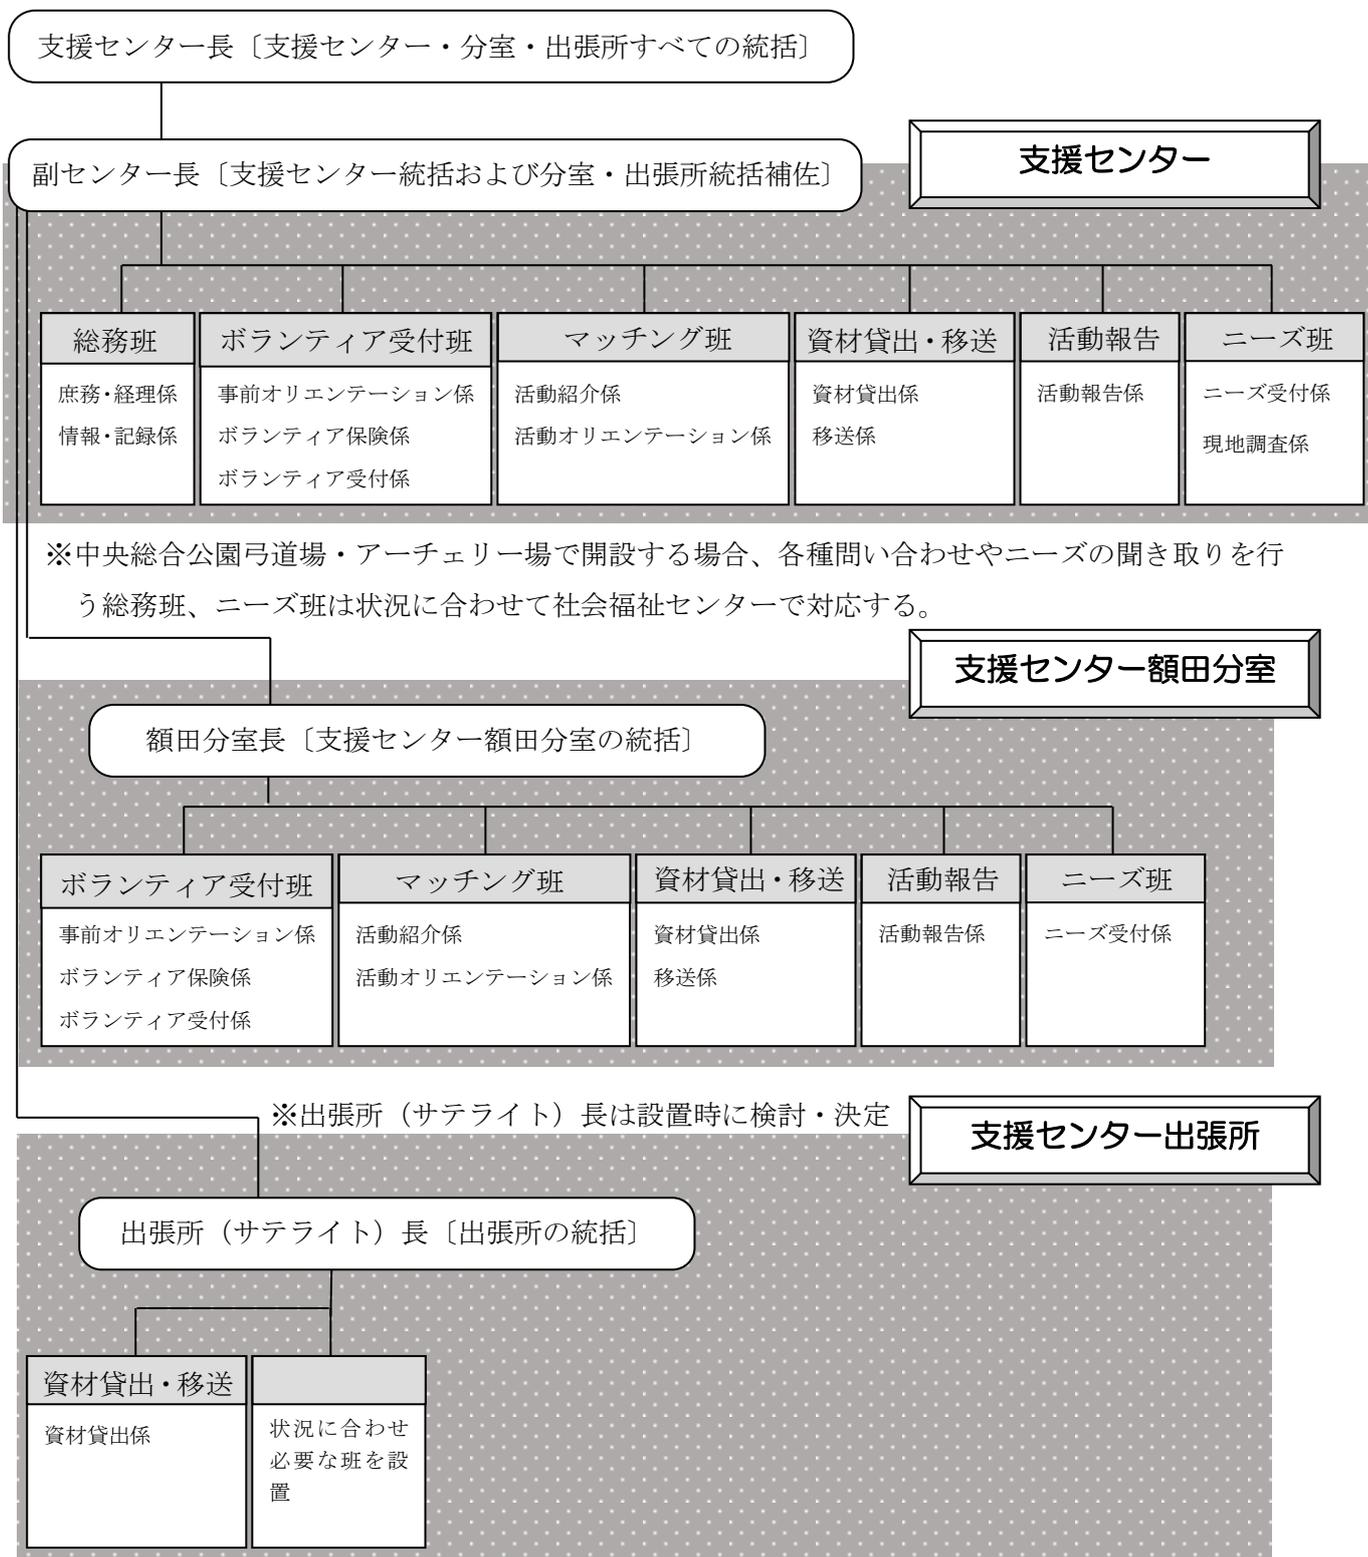 支援センター長〔支援センター・分室・出張所すべての統括〕
副センター長〔支援センター統括および分室・出張所統括補佐〕
支援センター
総務班
庶務・経理係
情報・記録係
ボランティア受付班
事前オリエンテーション係
ボランティア保険係
ボランティア受付係
マッチング班
活動紹介係
活動オリエンテーション係
資材貸出・移送
資材貸出係
移送係
活動報告
活動報告係
ニーズ班
ニーズ受付係
現地調査係
※中央総合公園弓道場・アーチェリー場で開設する場合、各種問い合わせやニーズの聞き取りを行
う総務班、ニーズ班は状況に合わせて社会福祉センターで対応する。
支援センター額田分室
額田分室長〔支援センター額田分室の統括〕
ボランティア受付班
事前オリエンテーション係
ボランティア保険係
ボランティア受付係
マッチング班
活動紹介係
活動オリエンテーション係
資材貸出・移送
資材貸出係
移送係
活動報告
活動報告係
ニーズ班
ニーズ受付係
※出張所（サテライト）長は設置時に検討・決定
支援センター出張所
出張所（サテライト）長〔出張所の統括〕
資材貸出・移送
資材貸出係
状況に合わせ
必要な班を設
置